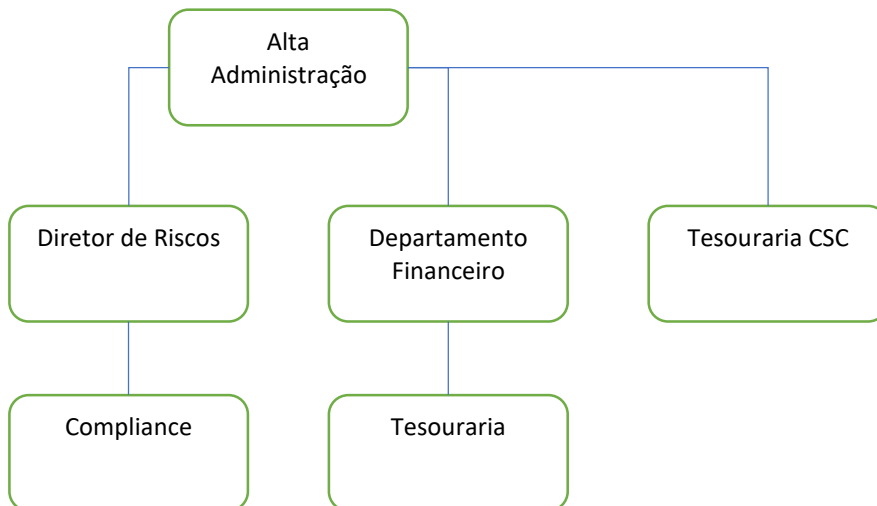 Alta
Administração
Diretor de Riscos
Departamento
Financeiro
Tesouraria CSC
Compliance
Tesouraria